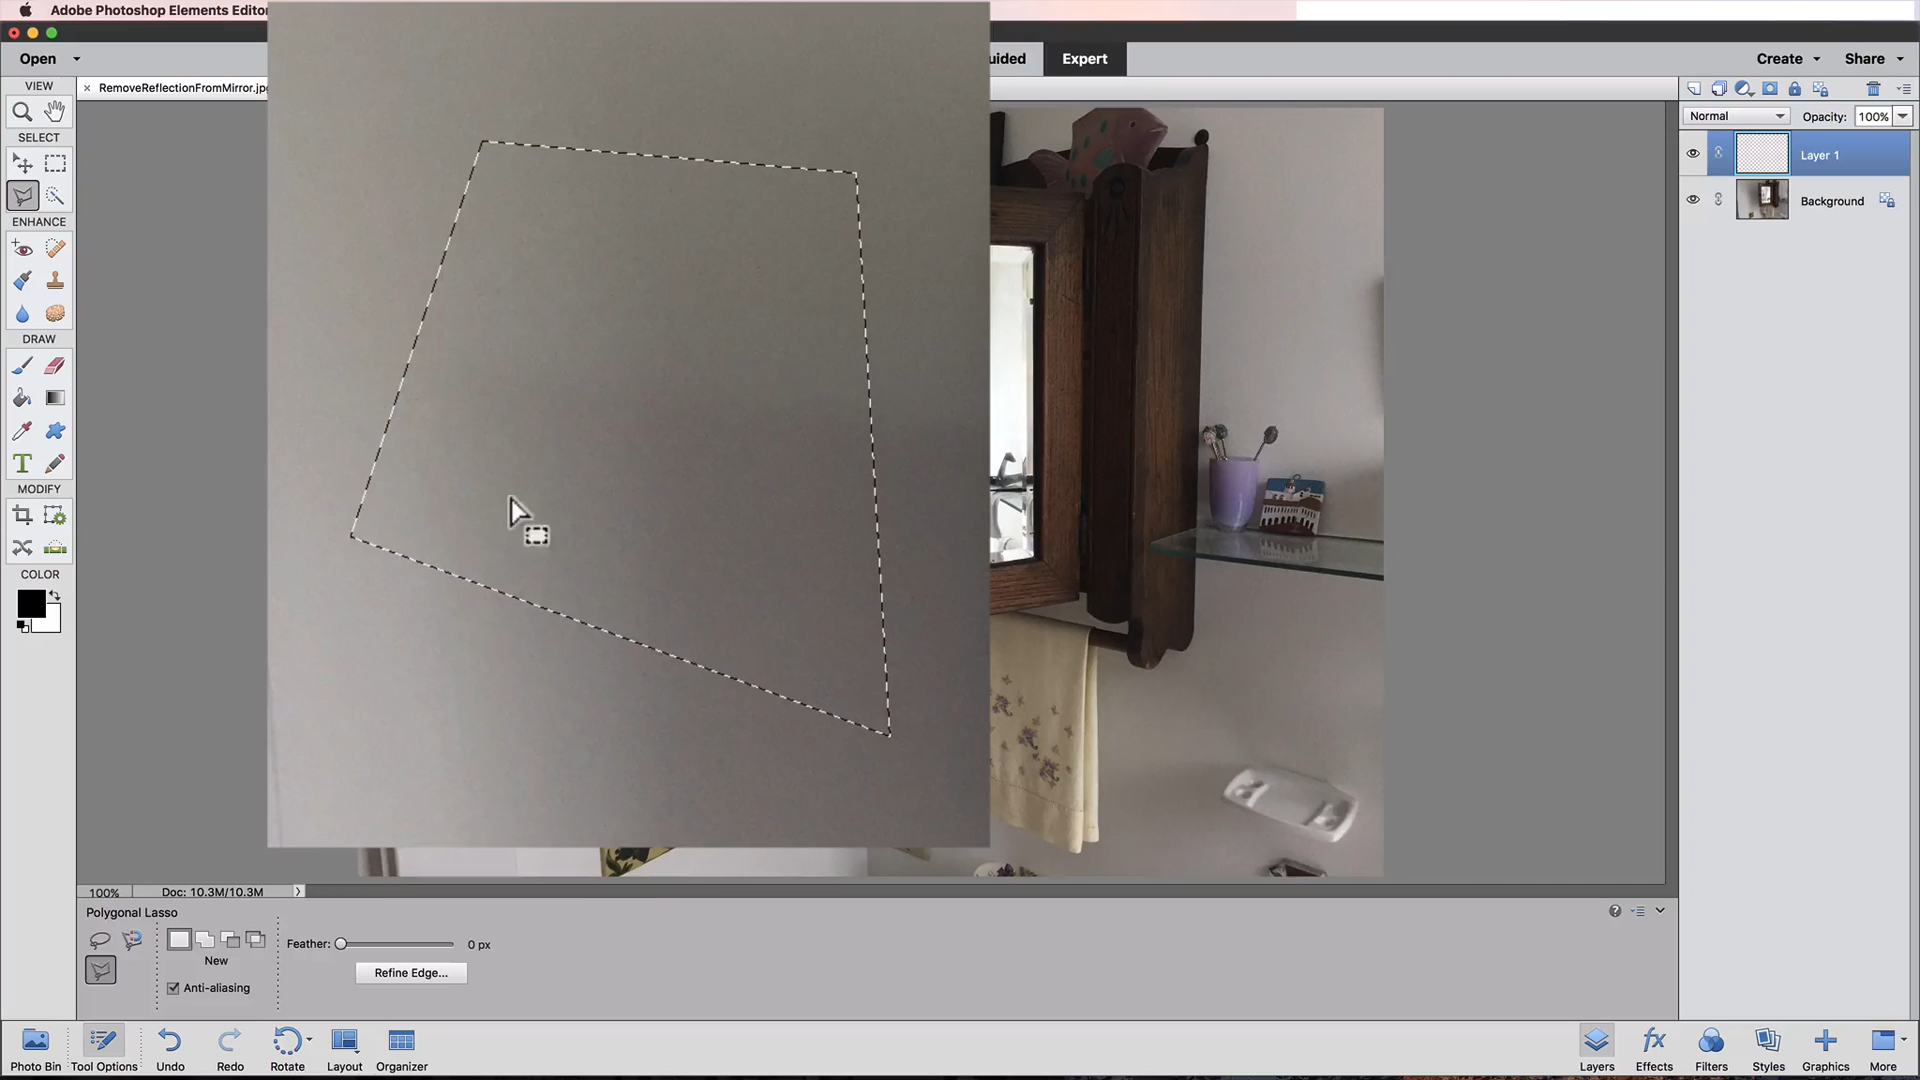 Adobe Photoshop Elements Editor
Open
uided
Expert
Create
Share
VIEW
RemoveReflectionFromMirror.jpg
Normal
Opacity:
100%
SELECT
Layer 1
Background
ENHANCE
DRAW
T
MODIFY
COLOR
100%
Doc: 10.3M/10.3M
Polygonal Lasso
Feather:
0 px
New
Refine Edge...
Anti-aliasing
fx
Photo Bin
Tool Options
Undo
Redo
Rotate
Layout
Organizer
Layers
Effects
Filters
Styles
Graphics
More